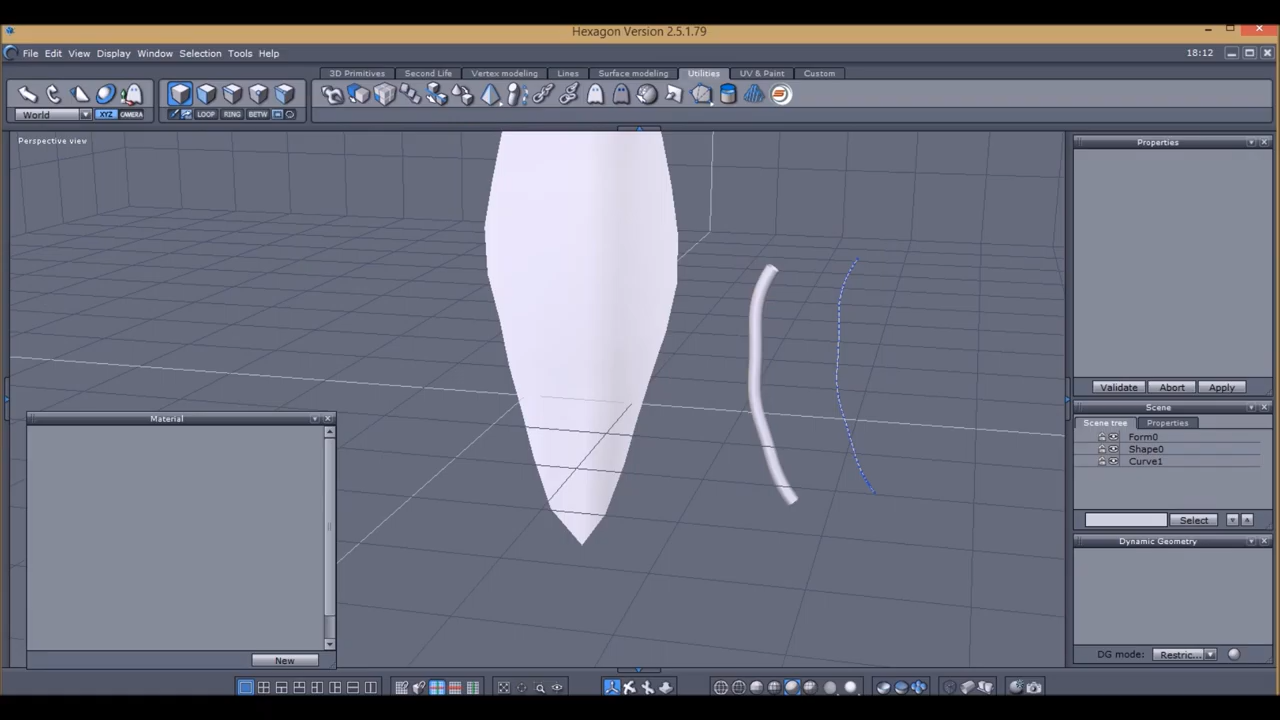 Hexagon Version 2.5.1.79
File Edit View Display Window Selection Tools Help
18:12
3D Primitives Second Life Vertex modeling Lines Surface modeling Utilities UV & Paint Custom
World XYZ CAMERA LOOP RING BETW
Perspective view
Properties
Validate Abort Apply
Scene
Scene tree Properties
Form0
Shape0
Curve1
Select
Dynamic Geometry
DG mode: Restric...
Material
New